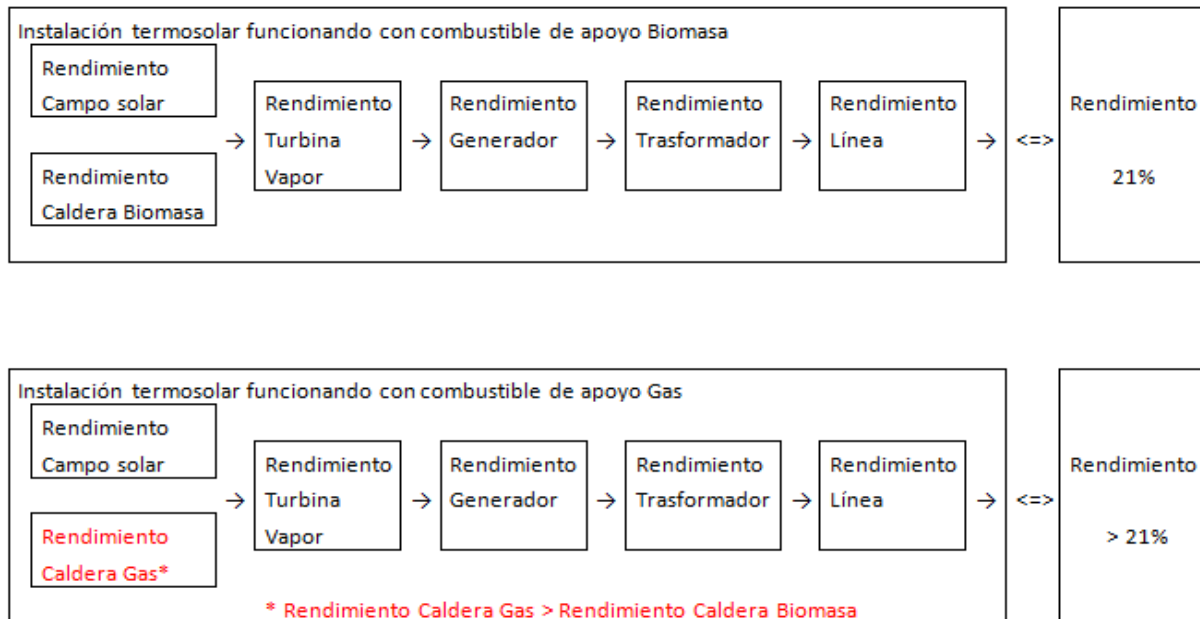 Instalación termosolar funcionando con combustible de apoyo Biomasa
Rendimiento
Campo solar
Rendimiento
Caldera Biomasa
→
Rendimiento
Turbina
Vapor
→
Rendimiento
Generador
→
Rendimiento
Trasformador
→
Rendimiento
Línea
→
<=>
Rendimiento
21%
Instalación termosolar funcionando con combustible de apoyo Gas
Rendimiento
Campo solar
Rendimiento
Caldera Gas*
→
Rendimiento
Turbina
Vapor
→
Rendimiento
Generador
→
Rendimiento
Trasformador
→
Rendimiento
Línea
→
<=>
Rendimiento
> 21%
* Rendimiento Caldera Gas > Rendimiento Caldera Biomasa